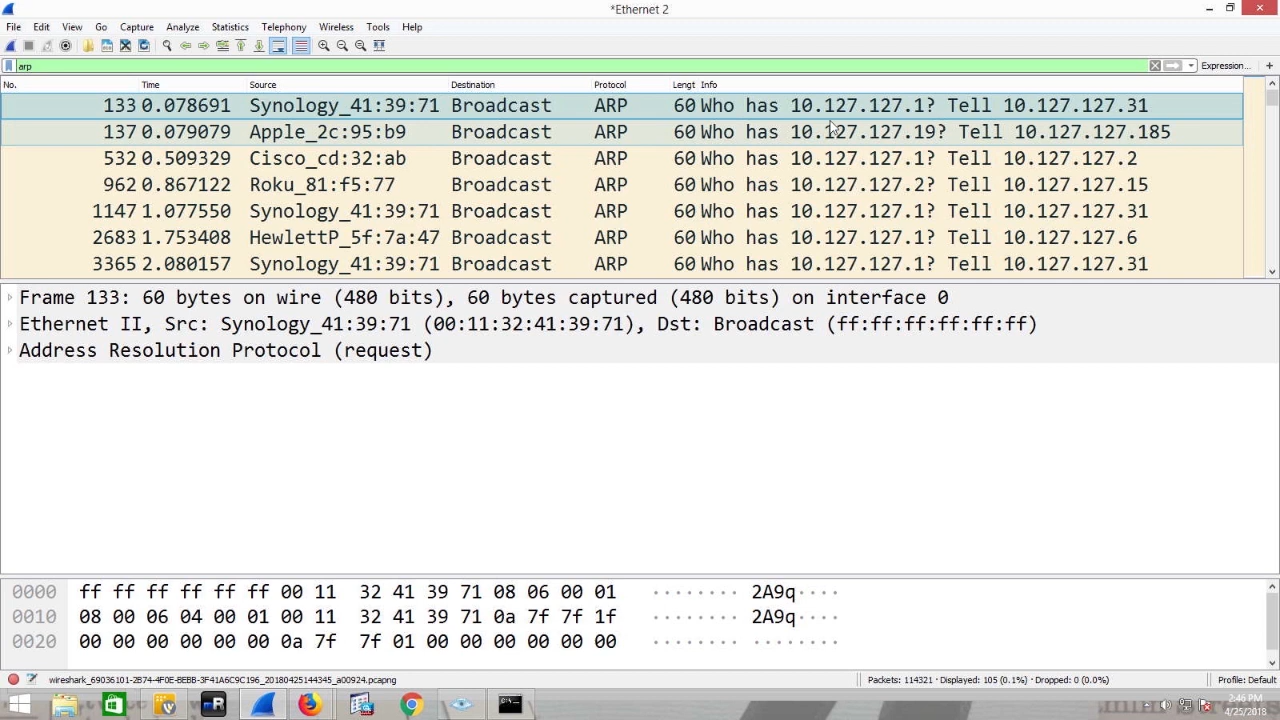 *Ethernet 2
File Edit View Go Capture Analyze Statistics Telephony Wireless Tools Help
arp Expression... +
No. Time Source Destination Protocol Lengt Info
133 0.078691 Synology_41:39:71 Broadcast ARP 60 Who has 10.127.127.1? Tell 10.127.127.31
137 0.079079 Apple_2c:95:b9 Broadcast ARP 60 Who has 10.127.127.19? Tell 10.127.127.185
532 0.509329 Cisco_cd:32:ab Broadcast ARP 60 Who has 10.127.127.1? Tell 10.127.127.2
962 0.867122 Roku_81:f5:77 Broadcast ARP 60 Who has 10.127.127.2? Tell 10.127.127.15
1147 1.077550 Synology_41:39:71 Broadcast ARP 60 Who has 10.127.127.1? Tell 10.127.127.31
2683 1.753408 HewlettP_5f:7a:47 Broadcast ARP 60 Who has 10.127.127.1? Tell 10.127.127.6
3365 2.080157 Synology_41:39:71 Broadcast ARP 60 Who has 10.127.127.1? Tell 10.127.127.31
Frame 133: 60 bytes on wire (480 bits), 60 bytes captured (480 bits) on interface 0
Ethernet II, Src: Synology_41:39:71 (00:11:32:41:39:71), Dst: Broadcast (ff:ff:ff:ff:ff:ff)
Address Resolution Protocol (request)
0000 ff ff ff ff ff ff 00 11 32 41 39 71 08 06 00 01 ········ 2A9q····
0010 08 00 06 04 00 01 00 11 32 41 39 71 0a 7f 7f 1f ········ 2A9q····
0020 00 00 00 00 00 00 0a 7f 7f 01 00 00 00 00 00 00 ········ ········
wireshark_69036101-2B74-4F0E-BEBB-3F41A6C9C196_20180425144345_a00924.pcapng Packets: 114321 · Displayed: 105 (0.1%) · Dropped: 0 (0.0%) Profile: Default
2:46 PM
4/25/2018